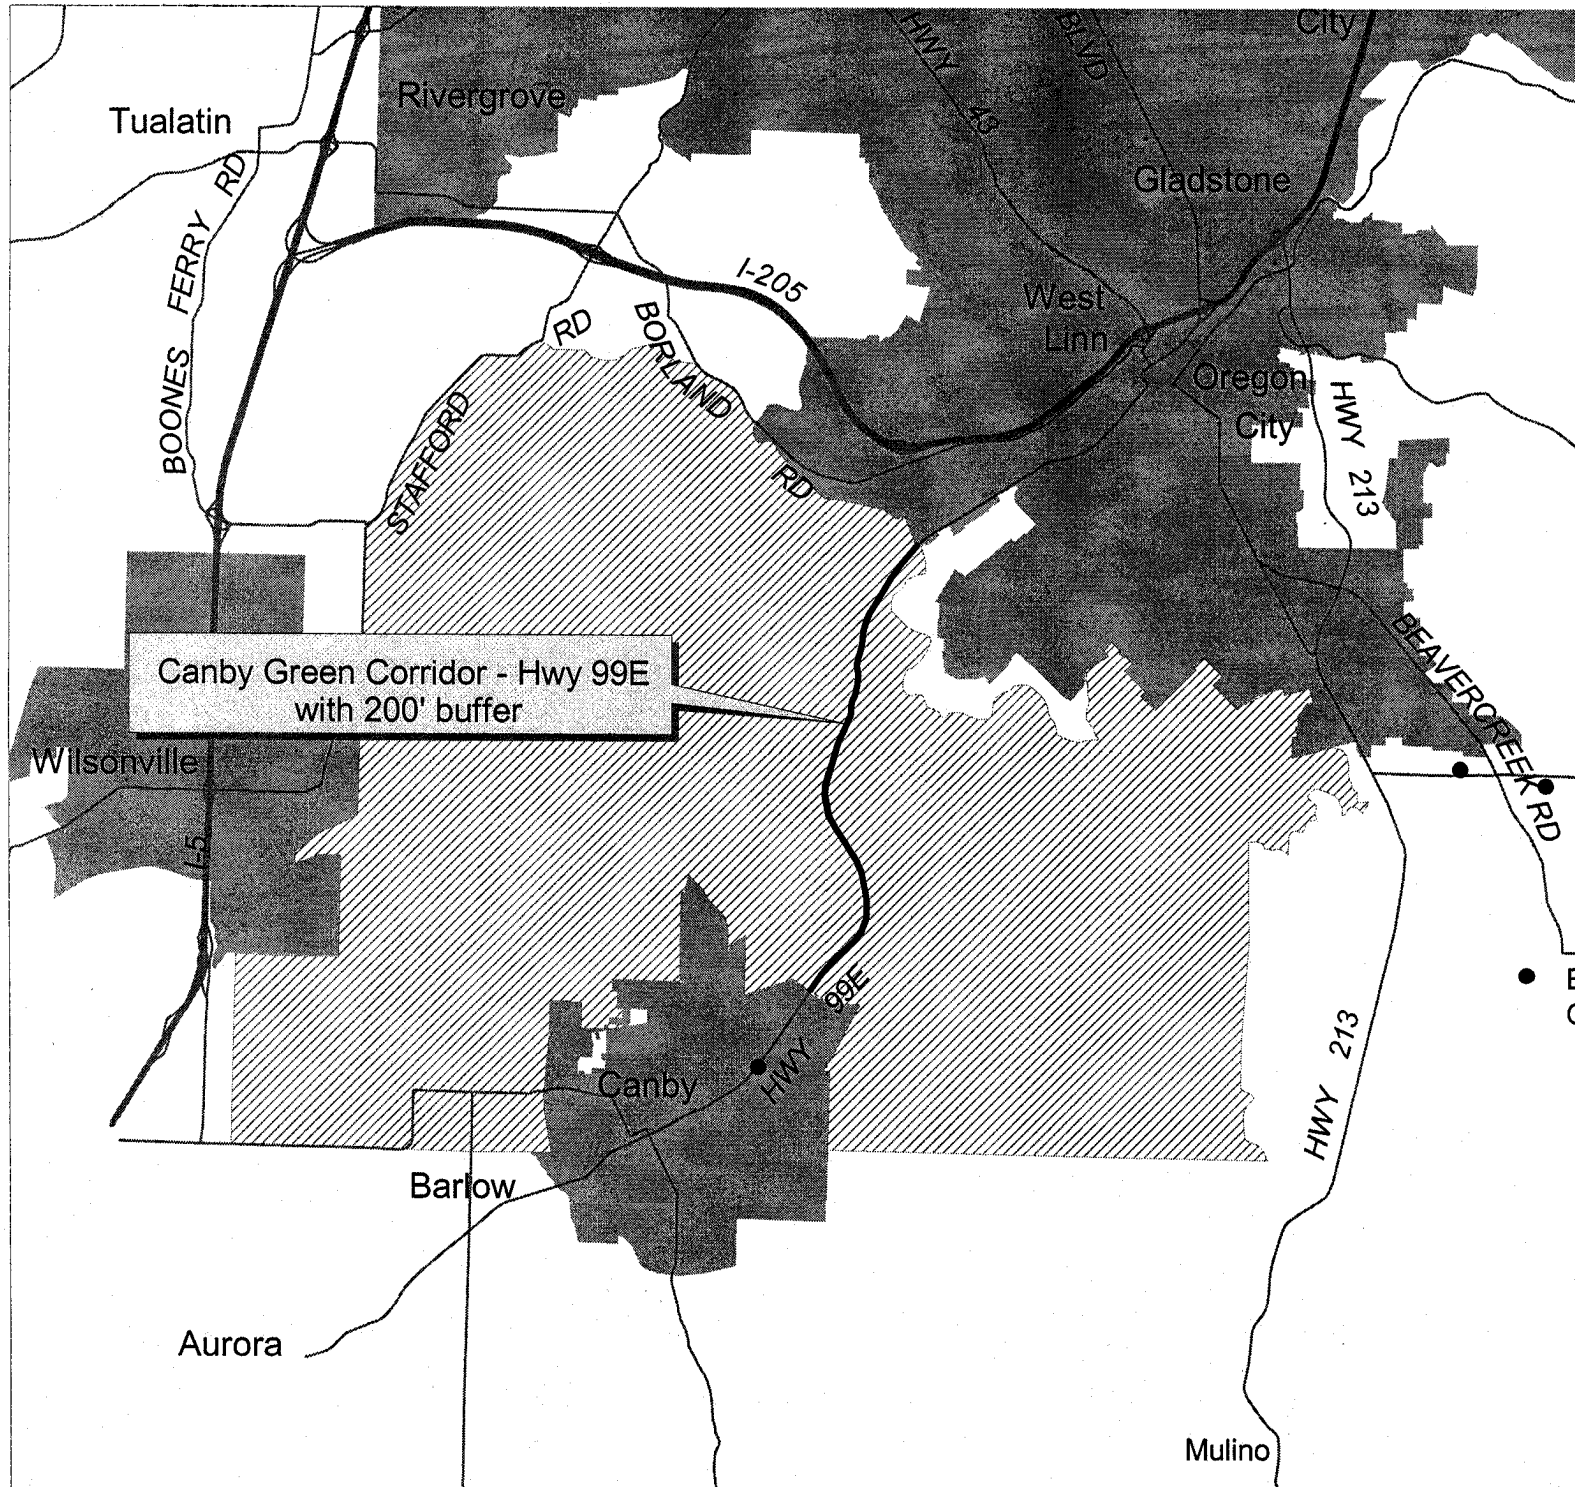 City
HWY
43
BLVD
Rivergrove
Tualatin
Gladstone
BOONES FERRY RD
I-205
West
Linn
RD
BORLAND
RD
STAFFORD
Oregon
City
HWY 213
Canby Green Corridor - Hwy 99E
with 200' buffer
BEAVERCREEK RD
Wilsonville
I-5
99E
HWY
Canby
HWY 213
Barlow
Aurora
Mulino